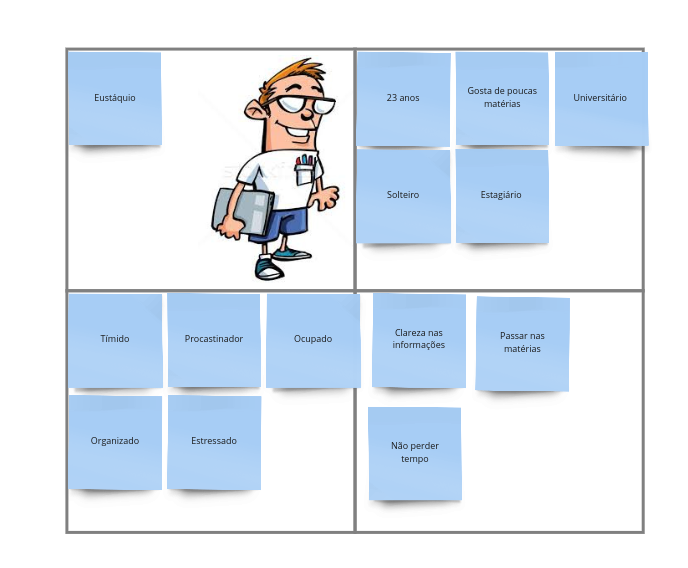 Eustáquio
23 anos
Gosta de poucas
matérias
Universitário
Solteiro
Estagiário
Tímido
Procastinador
Ocupado
Organizado
Estressado
Clareza nas
informações
Passar nas
matérias
Não perder
tempo